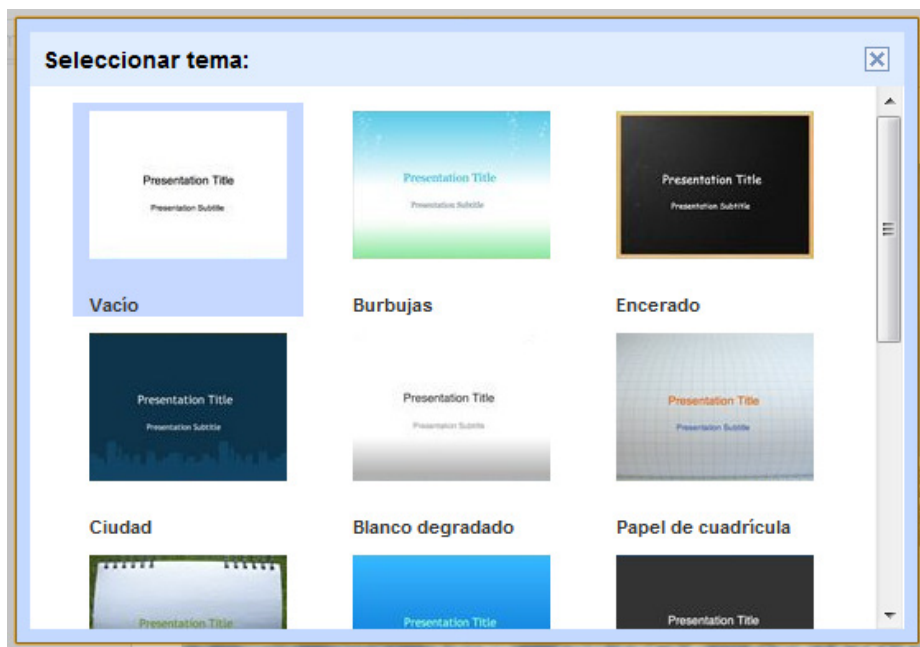 Seleccionar tema:
Presentation Title
Presentation Subtitle
Vacío
Presentation Title
Presentation Subtitle
Burbujas
Presentation Title
Presentation Subtitle
Encerado
Presentation Title
Presentation Subtitle
Ciudad
Presentation Title
Presentation Subtitle
Blanco degradado
Presentation Title
Presentation Subtitle
Papel de cuadrícula
Presentation Title
Presentation Title
Presentation Title